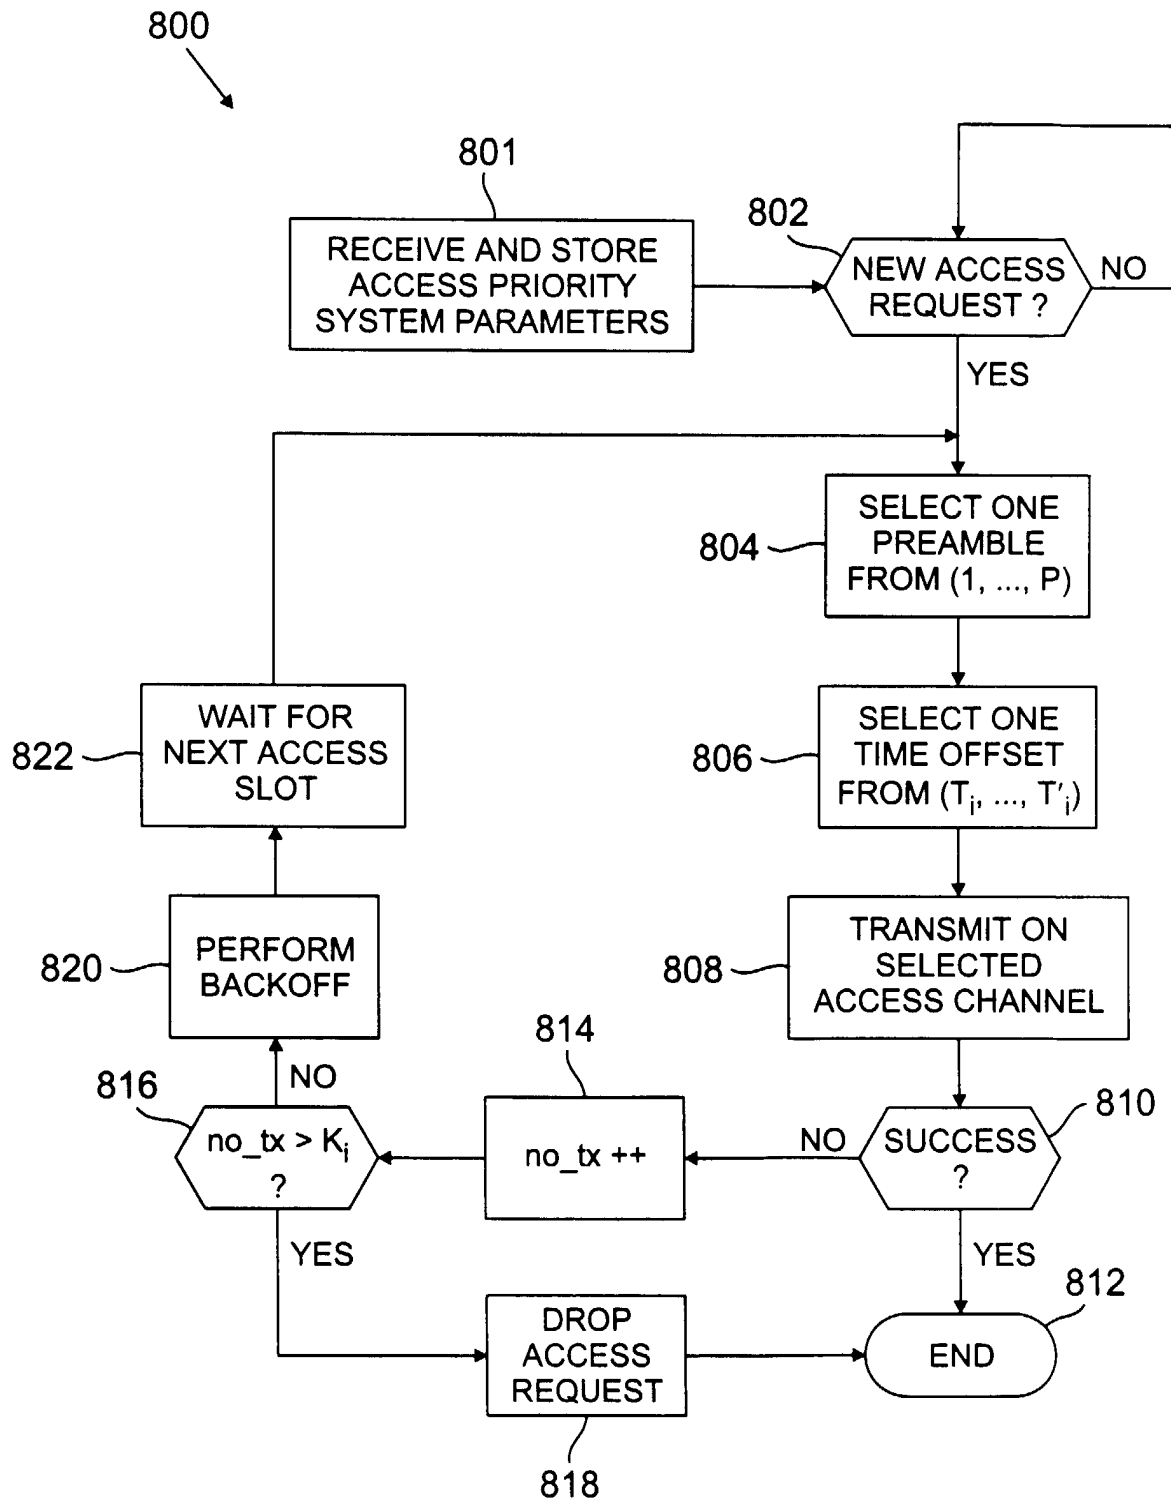 800
801
RECEIVE AND STORE
ACCESS PRIORITY
SYSTEM PARAMETERS
802
NEW ACCESS
REQUEST ?
NO
YES
804
SELECT ONE
PREAMBLE
FROM (1, ..., P)
806
SELECT ONE
TIME OFFSET
FROM (Ti, ..., T'i)
822
WAIT FOR
NEXT ACCESS
SLOT
808
TRANSMIT ON
SELECTED
ACCESS CHANNEL
820
PERFORM
BACKOFF
810
SUCCESS
?
NO
YES
814
no_tx ++
816
no_tx > Ki
?
NO
YES
818
DROP
ACCESS
REQUEST
812
END